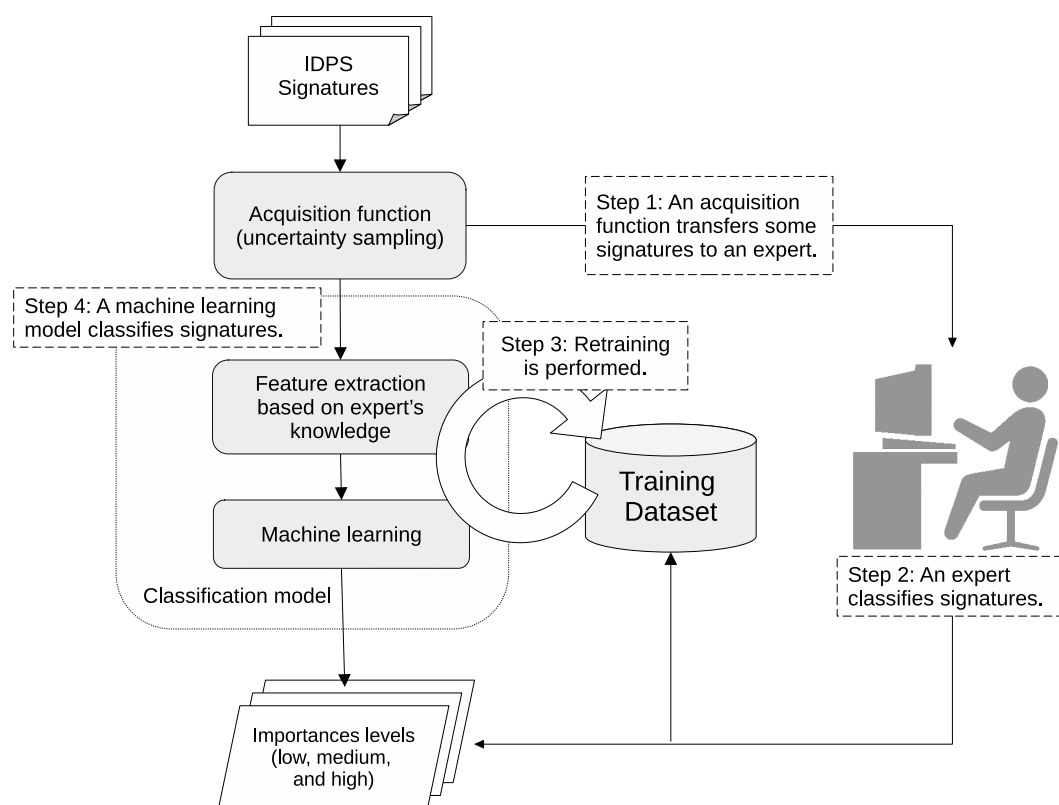 IDPS
Signatures
Acquisition function
(uncertainty sampling)
Step 1: An acquisition
function transfers some
signatures to an expert.
Step 4: A machine learning
model classifies signatures.
Step 3: Retraining
is performed.
Feature extraction
based on expert's
knowledge
Training
Dataset
Machine learning
Step 2: An expert
classifies signatures.
Classification model
Importances levels
(low, medium,
and high)